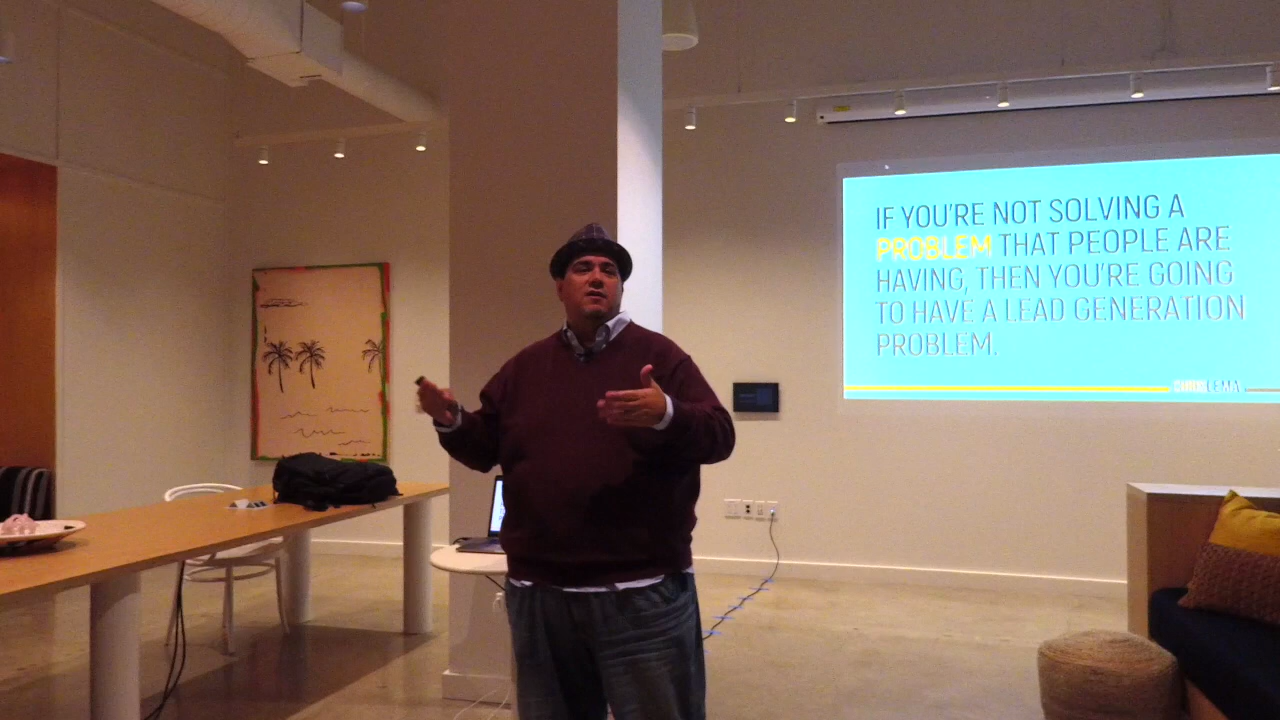 IF YOU'RE NOT SOLVING A
PROBLEM THAT PEOPLE ARE
HAVING, THEN YOU'RE GOING
TO HAVE A LEAD GENERATION
PROBLEM.